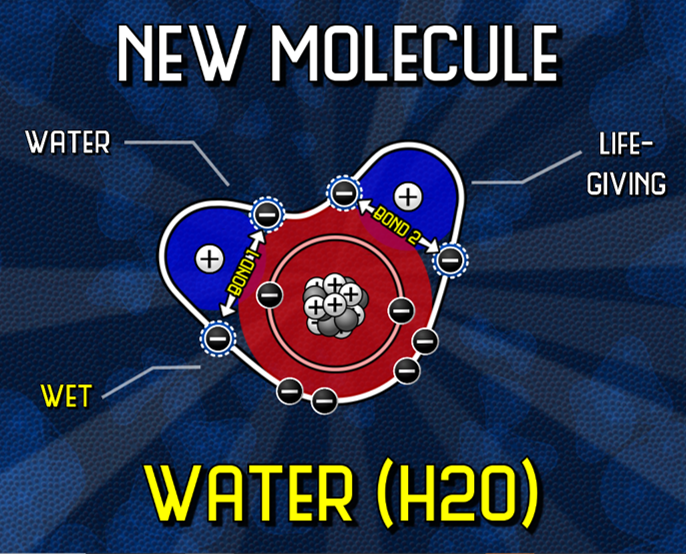 NEW MOLECULE
WATER
LIFE-
GIVING
BOND 1
BOND 2
WET
WATER (H2O)